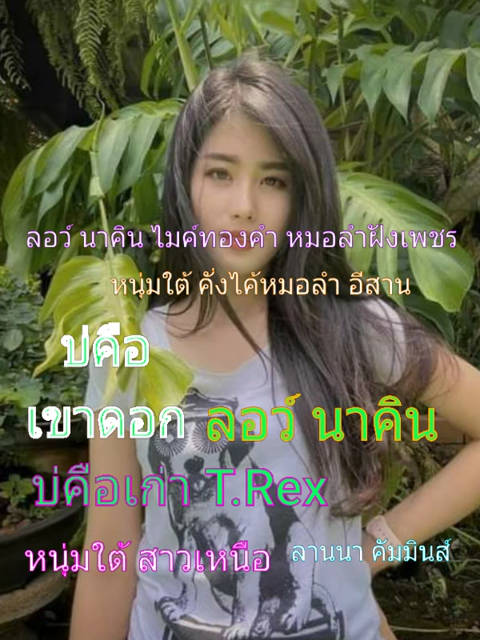 ลอว์ นาคิน ไมค์ทองคำ หมอลำฝังเพชร
หนุ่มใต้ คั่งไค้หมอลำ อีสาน
บ่คือ
เขาดอก ลอว์ นาคิน
บ่คือเก่า T.Rex
หนุ่มใต้ สาวเหนือ ลานนา คัมมินส์